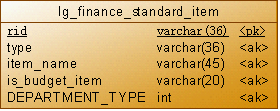 lg_finance_standard_item
rid varchar(36) <pk>
type varchar(36) <ak>
item_name varchar(45) <ak>
is_budget_item varchar(20) <ak>
DEPARTMENT_TYPE int <ak>